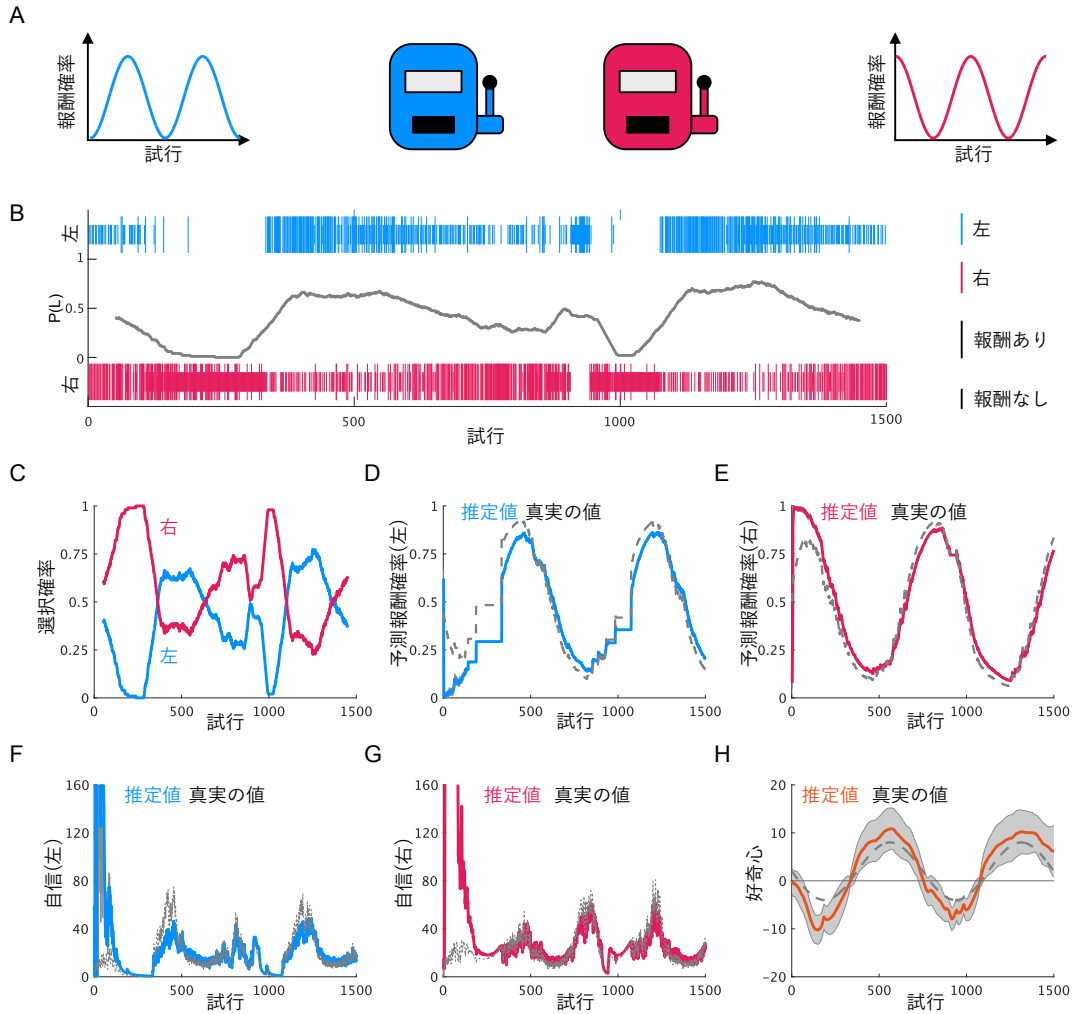 A
報酬確率
試行
報酬確率
試行
B
左
1
P(L)
0.5
0
右
0
500
1000
1500
試行
左
右
報酬あり
報酬なし
C
選択確率
1
0.75
0.5
0.25
0
右
左
0
500
1000
1500
試行
D
予測報酬確率(左)
推定値 真実の値
1
0.75
0.5
0.25
0
0
500
1000
1500
試行
E
予測報酬確率(右)
推定値 真実の値
1
0.75
0.5
0.25
0
0
500
1000
1500
試行
F
自信(左)
推定値 真実の値
160
120
80
40
0
0
500
1000
1500
試行
G
自信(右)
推定値 真実の値
160
120
80
40
0
0
500
1000
1500
試行
H
好奇心
推定値 真実の値
20
10
0
-10
-20
0
500
1000
1500
試行